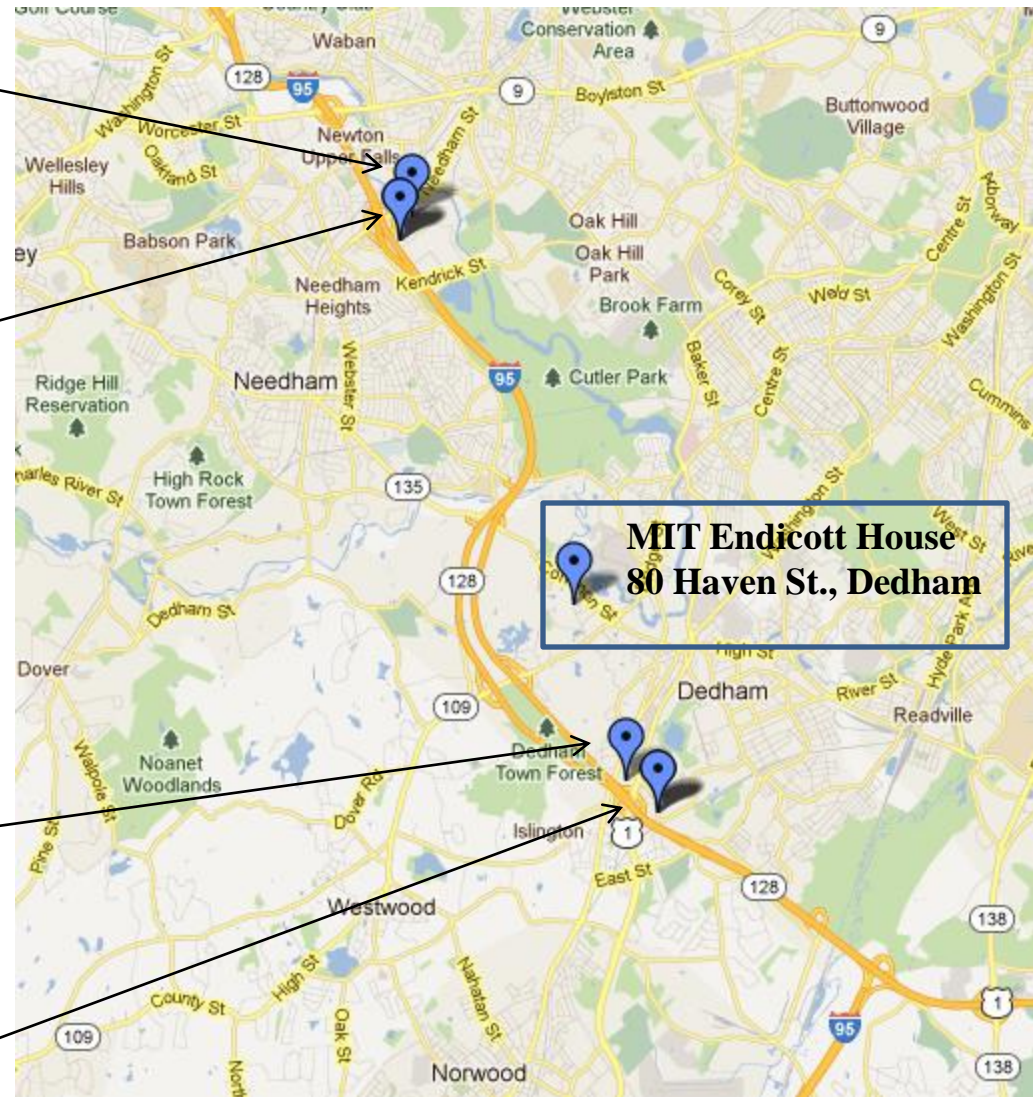 Golf Course
Country Club
Webster
Conservation
Area
9
Waban
128
95
9
Boylston St
Buttonwood
Village
Washington St
Worcester St
Newton
Upper Falls
Needham St
Wellesley
Hills
Oakland St
Arborway
Centre St
Oak Hill
Babson Park
Oak Hill
Park
ey
Needham
Heights
Kendrick St
Corey St
Weld St
Washington St
Brook Farm
Webster St
Baker St
Centre St
Ridge Hill
Reservation
Needham
95
Cutler Park
Cummins
High Rock
Town Forest
135
Charles River St
Washington St
West St
MIT Endicott House
80 Haven St., Dedham
128
Dedham St
High St
Hyde Park Av
Dover
Dedham
River St
109
Readville
Noanet
Woodlands
Dedham
Town Forest
Walpole St
Dover Rd
Pine St
Islington
1
East St
128
Westwood
138
High St
Nahatan St
County St
1
Oak St
95
109
North
Norwood
138